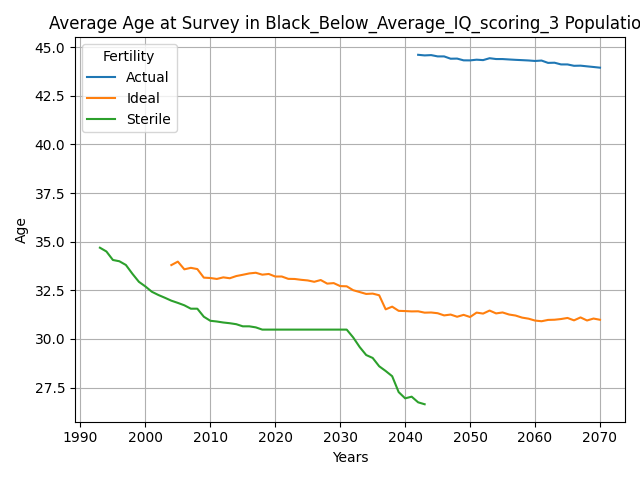 Average Age at Survey in Black_Below_Average_IQ_scoring_3 Populatio
Fertility
Actual
Ideal
Sterile
45.0
42.5
40.0
37.5
35.0
32.5
30.0
27.5
Age
1990 2000 2010 2020 2030 2040 2050 2060 2070
Years